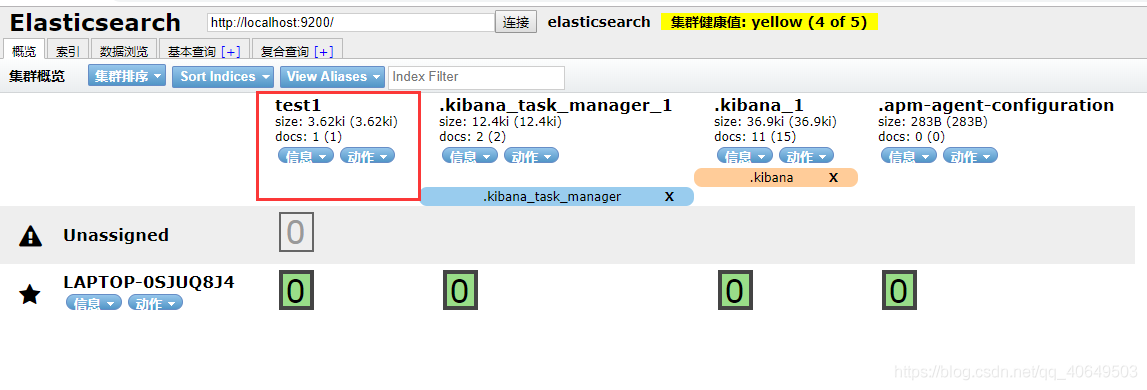 Elasticsearch http://localhost:9200/ 连接 elasticsearch 集群健康值: yellow (4 of 5)
概览 索引 数据浏览 基本查询 [+] 复合查询 [+]
集群概览 集群排序 Sort Indices View Aliases Index Filter
test1 .kibana_task_manager_1 .kibana_1 .apm-agent-configuration
size: 3.62ki (3.62ki) size: 12.4ki (12.4ki) size: 36.9ki (36.9ki) size: 283B (283B)
docs: 1 (1) docs: 2 (2) docs: 11 (15) docs: 0 (0)
信息 动作 信息 动作 信息 动作 信息 动作
.kibana X
.kibana_task_manager X
Unassigned 0
LAPTOP-0SJUQ8J4 0 0 0 0
信息 动作
https://blog.csdn.net/qq_40649503